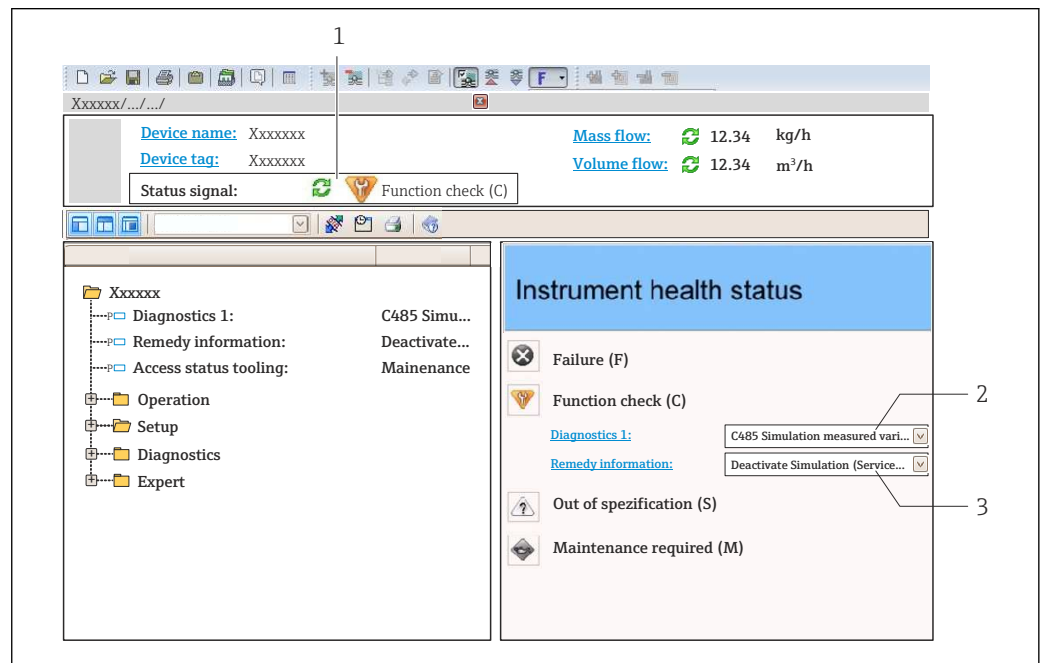 1
F
Xxxxxx/.../.../
Device name: Xxxxxxx
Mass flow: 12.34 kg/h
Device tag: Xxxxxxx
Volume flow: 12.34 m³/h
Status signal: Function check (C)
Xxxxxx
Diagnostics 1: C485 Simu...
Remedy information: Deactivate...
Access status tooling: Mainenance
Operation
Setup
Diagnostics
Expert
Instrument health status
Failure (F)
Function check (C)
Diagnostics 1: C485 Simulation measured vari...
2
Remedy information: Deactivate Simulation (Service...
3
Out of spezification (S)
Maintenance required (M)